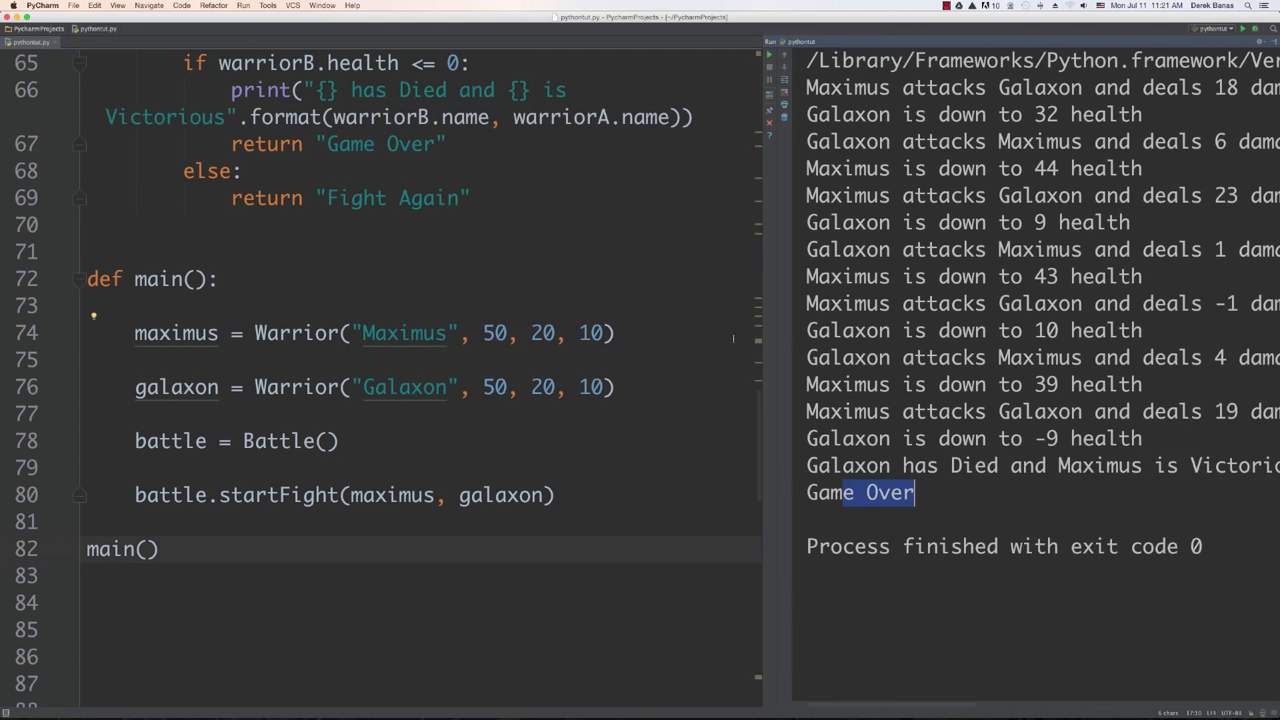 PyCharm File Edit View Navigate Code Refactor Run Tools VCS Window Help
10 Mon Jul 11 11:21 AM Derek Banas
pythontut.py - PyCharmProjects - [~/PycharmProjects]
PycharmProjects pythontut.py pythontut
pythontut.py
Run pythontut
65 if warriorB.health <= 0:
66 print("{} has Died and {} is
Victorious".format(warriorB.name, warriorA.name))
67 return "Game Over"
68 else:
69 return "Fight Again"
70
71
72 def main():
73
74 maximus = Warrior("Maximus", 50, 20, 10)
75
76 galaxon = Warrior("Galaxon", 50, 20, 10)
77
78 battle = Battle()
79
80 battle.startFight(maximus, galaxon)
81
82 main()
83
84
85
86
87
88
/Library/Frameworks/Python.framework/Ver
Maximus attacks Galaxon and deals 18 dam
Galaxon is down to 32 health
Galaxon attacks Maximus and deals 6 dama
Maximus is down to 44 health
Maximus attacks Galaxon and deals 23 dam
Galaxon is down to 9 health
Galaxon attacks Maximus and deals 1 dama
Maximus is down to 43 health
Maximus attacks Galaxon and deals -1 dam
Galaxon is down to 10 health
Galaxon attacks Maximus and deals 4 dama
Maximus is down to 39 health
Maximus attacks Galaxon and deals 19 dam
Galaxon is down to -9 health
Galaxon has Died and Maximus is Victorio
Game Over
Process finished with exit code 0
6 chars 17:10 LF≑ UTF-8≑